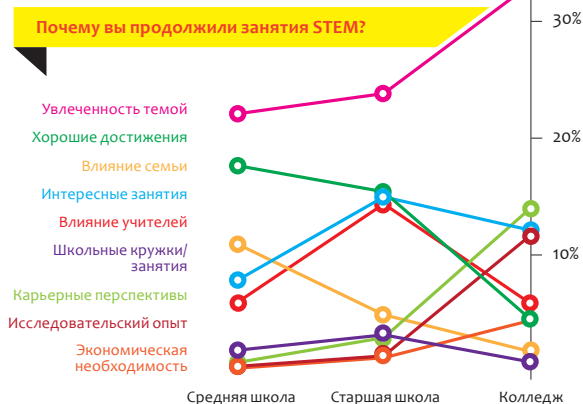 Почему вы продолжили занятия STEM?
30%
20%
10%
Увлеченность темой
Хорошие достижения
Влияние семьи
Интересные занятия
Влияние учителей
Школьные кружки/
занятия
Карьерные перспективы
Исследовательский опыт
Экономическая
необходимость
Средняя школа
Старшая школа
Колледж